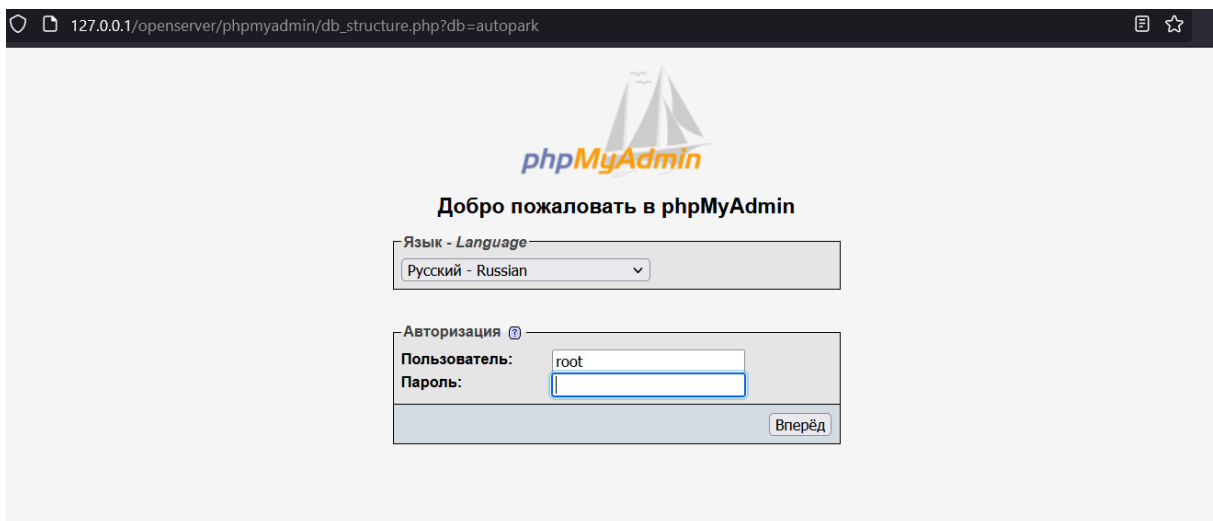 127.0.0.1/openserver/phpmyadmin/db_structure.php?db=autopark
phpMyAdmin
Добро пожаловать в phpMyAdmin
Язык - Language
Русский - Russian
Авторизация ?
Пользователь: root
Пароль:
Вперёд